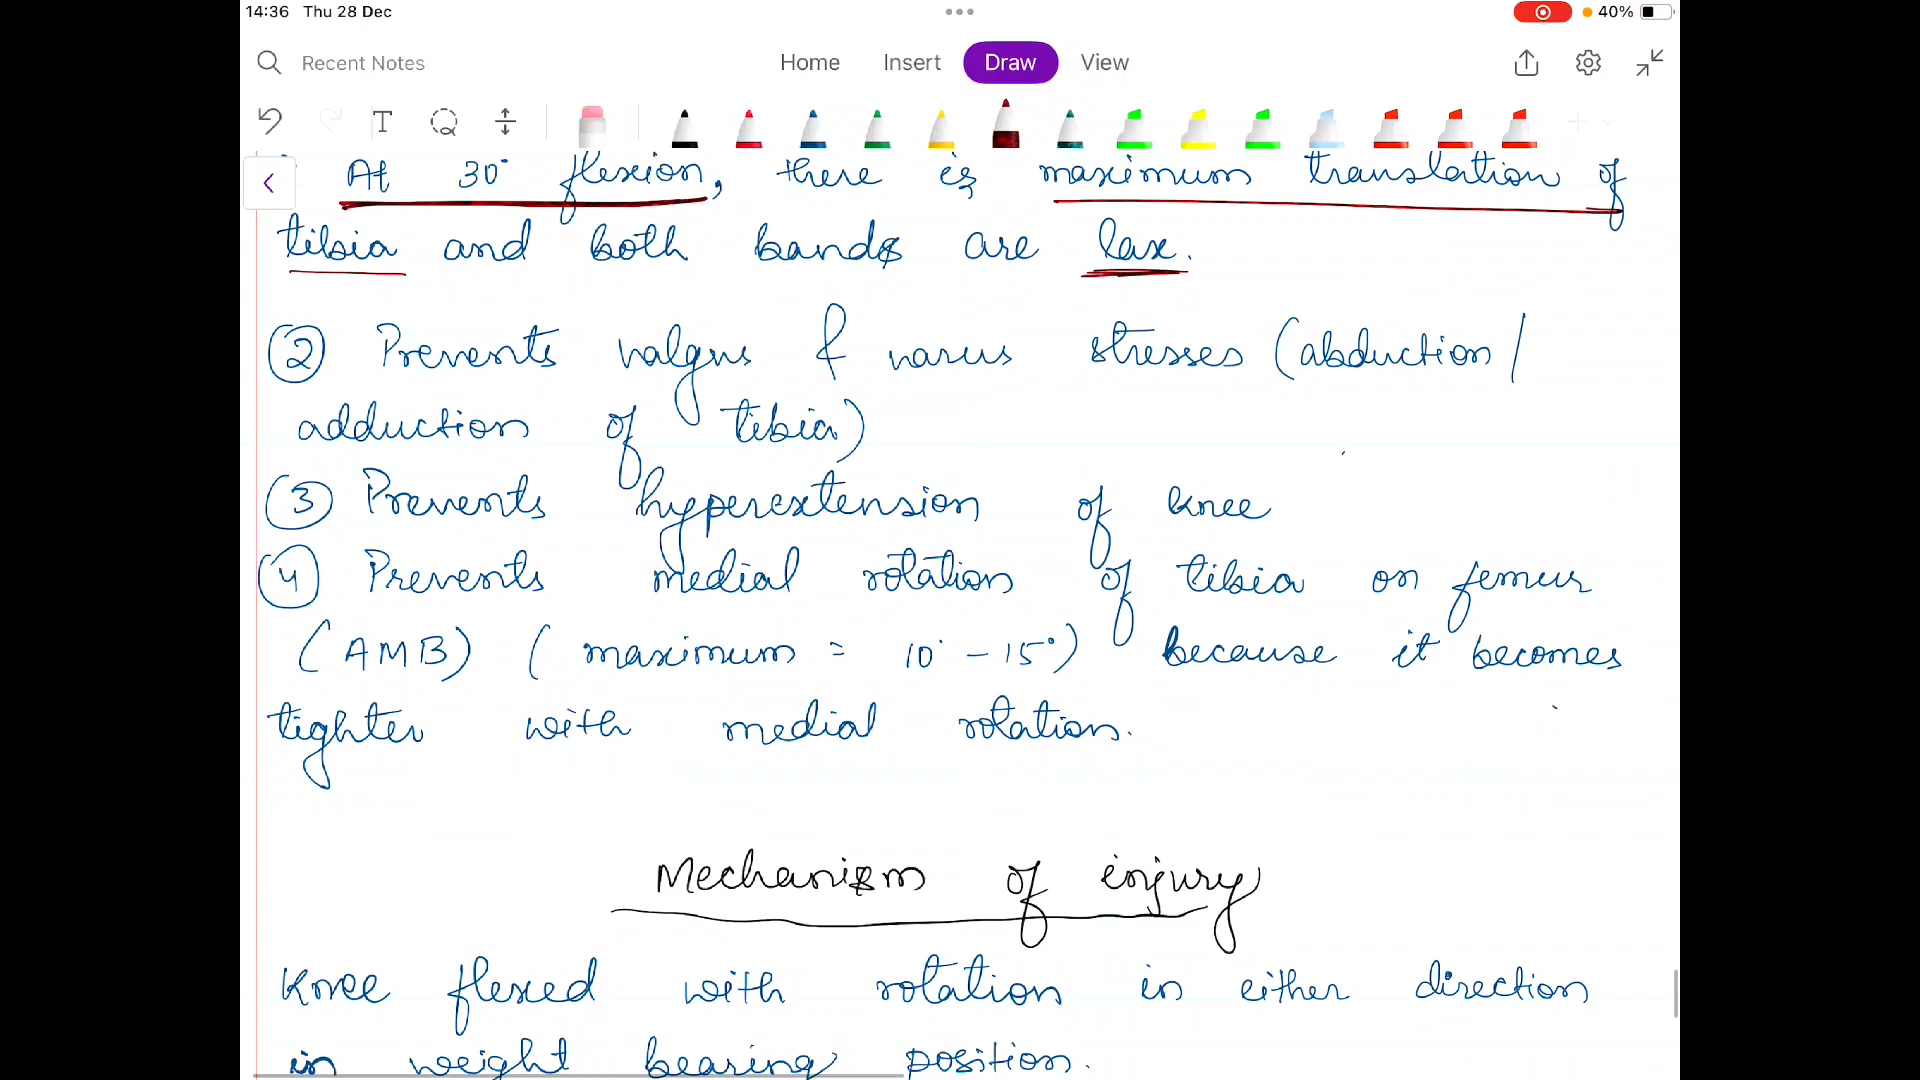 14:36 Thu 28 Dec
40%
Recent Notes
Home Insert Draw View
T
At 30° flexion, there is maximum translation of
tibia and both bands are lax.
② Prevents valgus & varus stresses (abduction /
adduction of tibia)
③ Prevents hyperextension of knee
④ Prevents medial rotation of tibia on femur
(AMB) (maximum = 10° - 15°) because it becomes
tighter with medial rotation.
Mechanism of injury
Knee flexed with rotation in either direction
in weight bearing position.